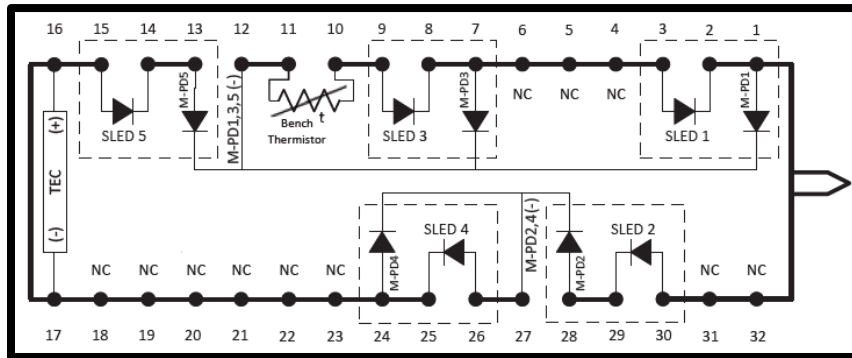 16 15 14 13 12 11 10 9 8 7 6 5 4 3 2 1
M-PD5
M-PD3
M-PD1
NC NC NC
(+)
TEC
(-)
SLED 5
M-PD1,3,5 (-)
t
Bench
Thermistor
SLED 3
SLED 1
SLED 4
SLED 2
M-PD4
M-PD2,4 (-)
M-PD2
NC NC NC NC NC NC NC NC
17 18 19 20 21 22 23 24 25 26 27 28 29 30 31 32